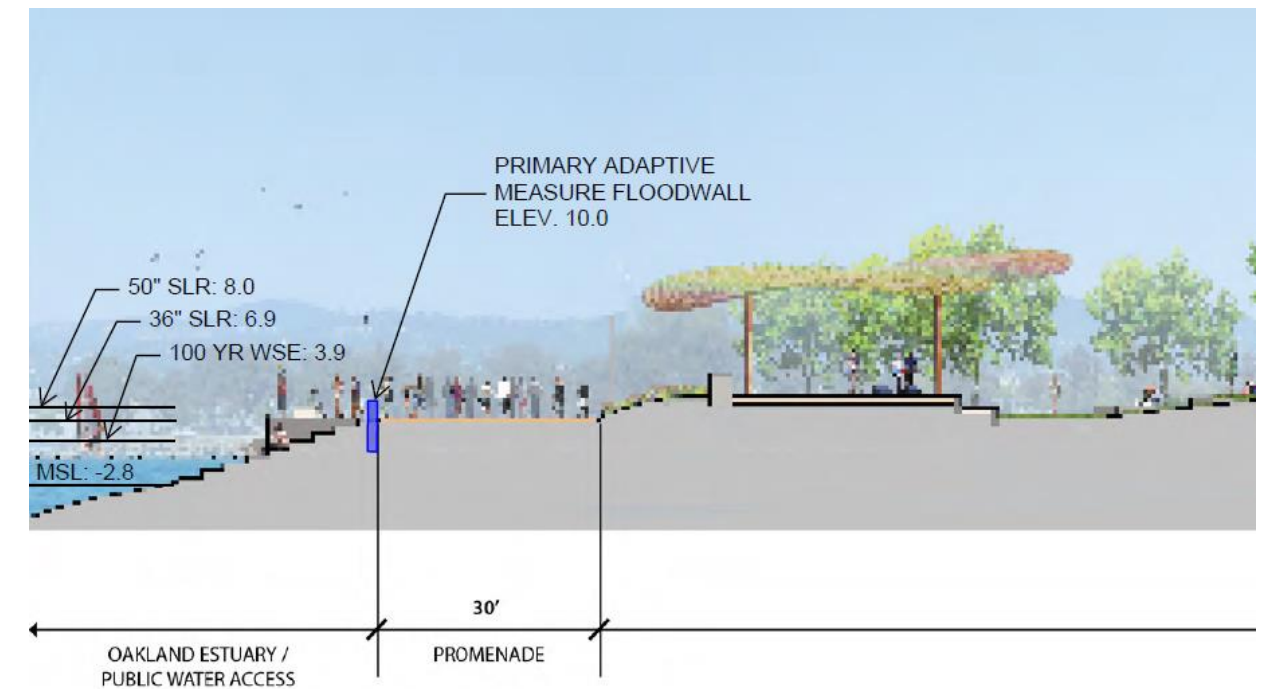 PRIMARY ADAPTIVE
MEASURE FLOODWALL
ELEV. 10.0
50" SLR: 8.0
36" SLR: 6.9
100 YR WSE: 3.9
MSL: -2.8
30'
OAKLAND ESTUARY /
PUBLIC WATER ACCESS
PROMENADE